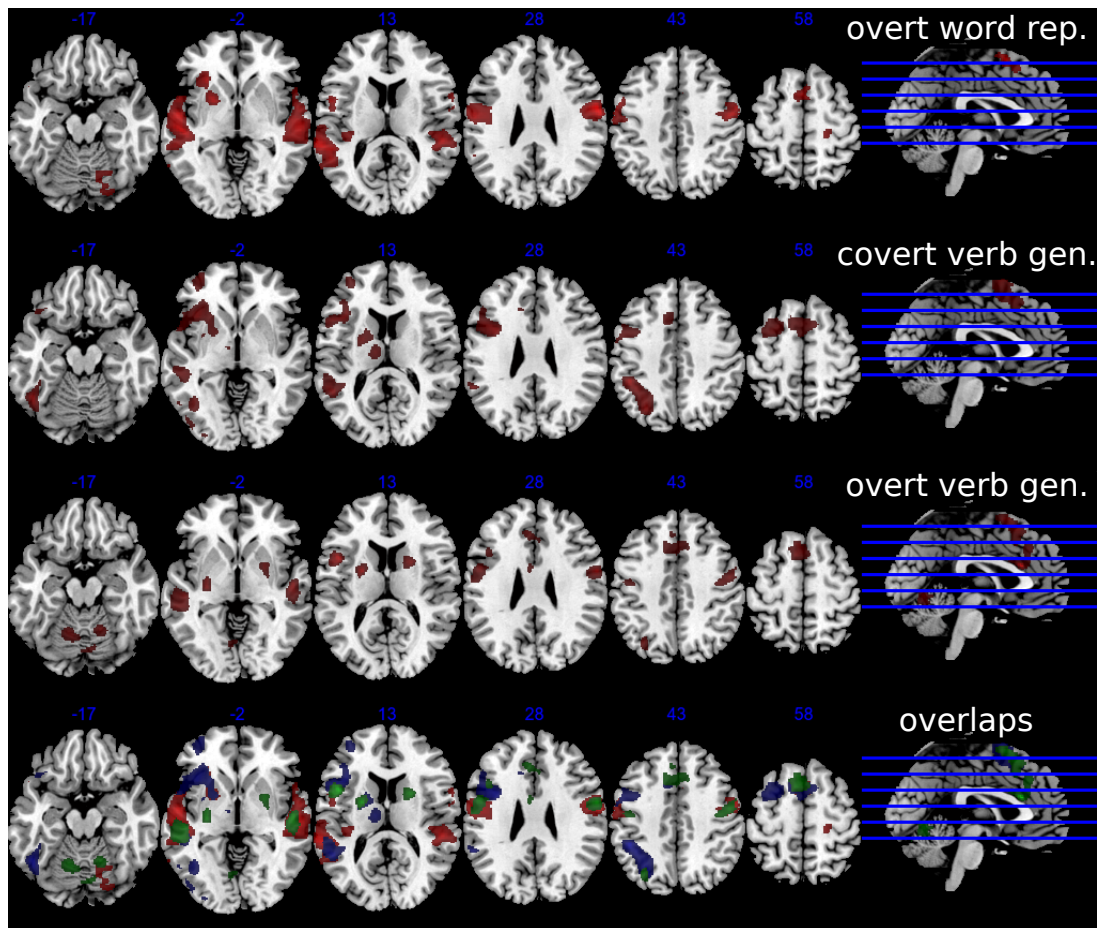 overt word rep.
-17 -2 13 28 43 58
covert verb gen.
-17 -2 13 28 43 58
overt verb gen.
-17 -2 13 28 43 58
overlaps
-17 -2 13 28 43 58